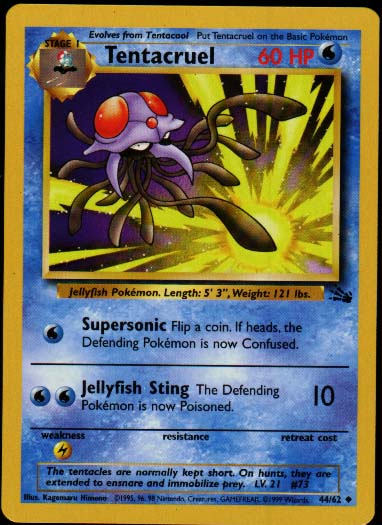 Evolves from Tentacool Put Tentacruel on the Basic Pokémon
STAGE 1
Tentacruel 60 HP
Jellyfish Pokémon. Length: 5' 3", Weight: 121 lbs.
Supersonic Flip a coin. If heads, the
Defending Pokémon is now Confused.
Jellyfish Sting The Defending
Pokémon is now Poisoned. 10
weakness resistance retreat cost
The tentacles are normally kept short. On hunts, they are
extended to ensnare and immobilize prey. LV. 21 #73
Illus. Kagemaru Himeno ©1995, 96, 98 Nintendo, Creatures, GAMEFREAK. ©1999 Wizards. 44/62